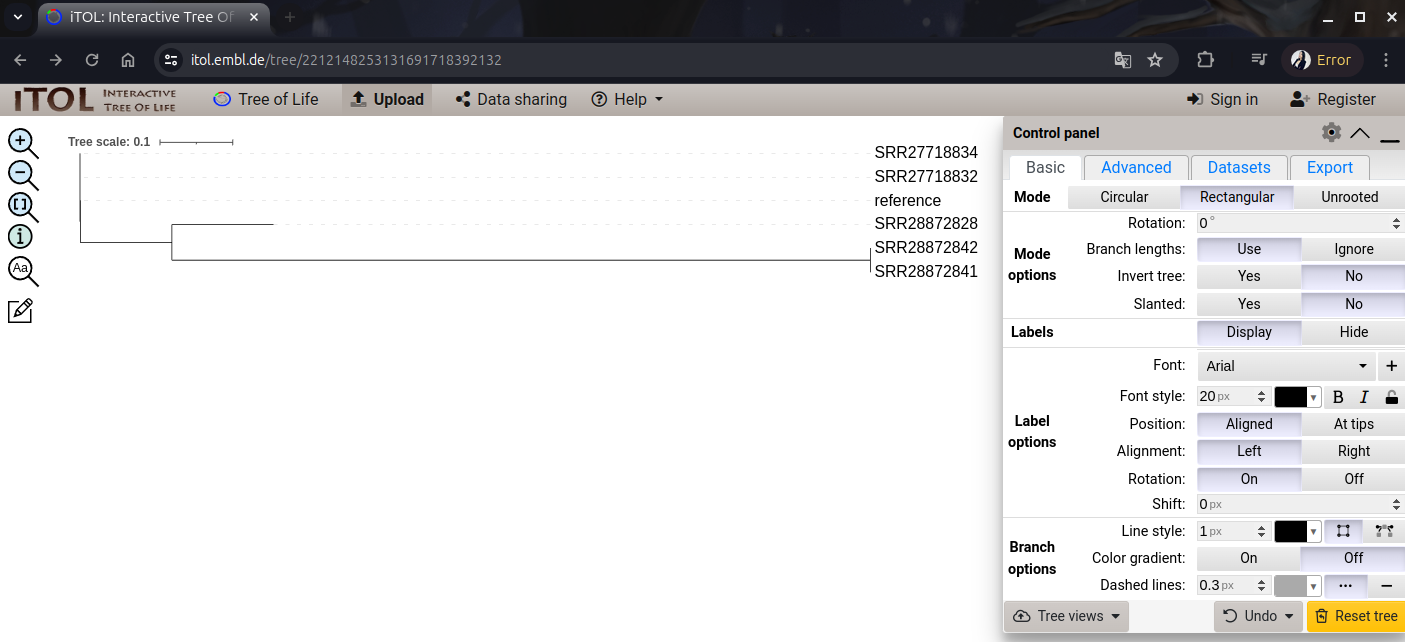 iTOL: Interactive Tree Of
itol.embl.de/tree/2212148253131691718392132
Error
iTOL INTERACTIVE TREE OF LIFE
Tree of Life
Upload
Data sharing
Help
Sign in
Register
Tree scale: 0.1
SRR27718834
SRR27718832
reference
SRR28872828
SRR28872842
SRR28872841
Aa
Control panel
Basic Advanced Datasets Export
Mode Circular Rectangular Unrooted
Mode options
Rotation: 0°
Branch lengths: Use Ignore
Invert tree: Yes No
Slanted: Yes No
Labels Display Hide
Label options
Font: Arial +
Font style: 20 px B I
Position: Aligned At tips
Alignment: Left Right
Rotation: On Off
Shift: 0 px
Branch options
Line style: 1 px
Color gradient: On Off
Dashed lines: 0.3 px
Tree views Undo Reset tree